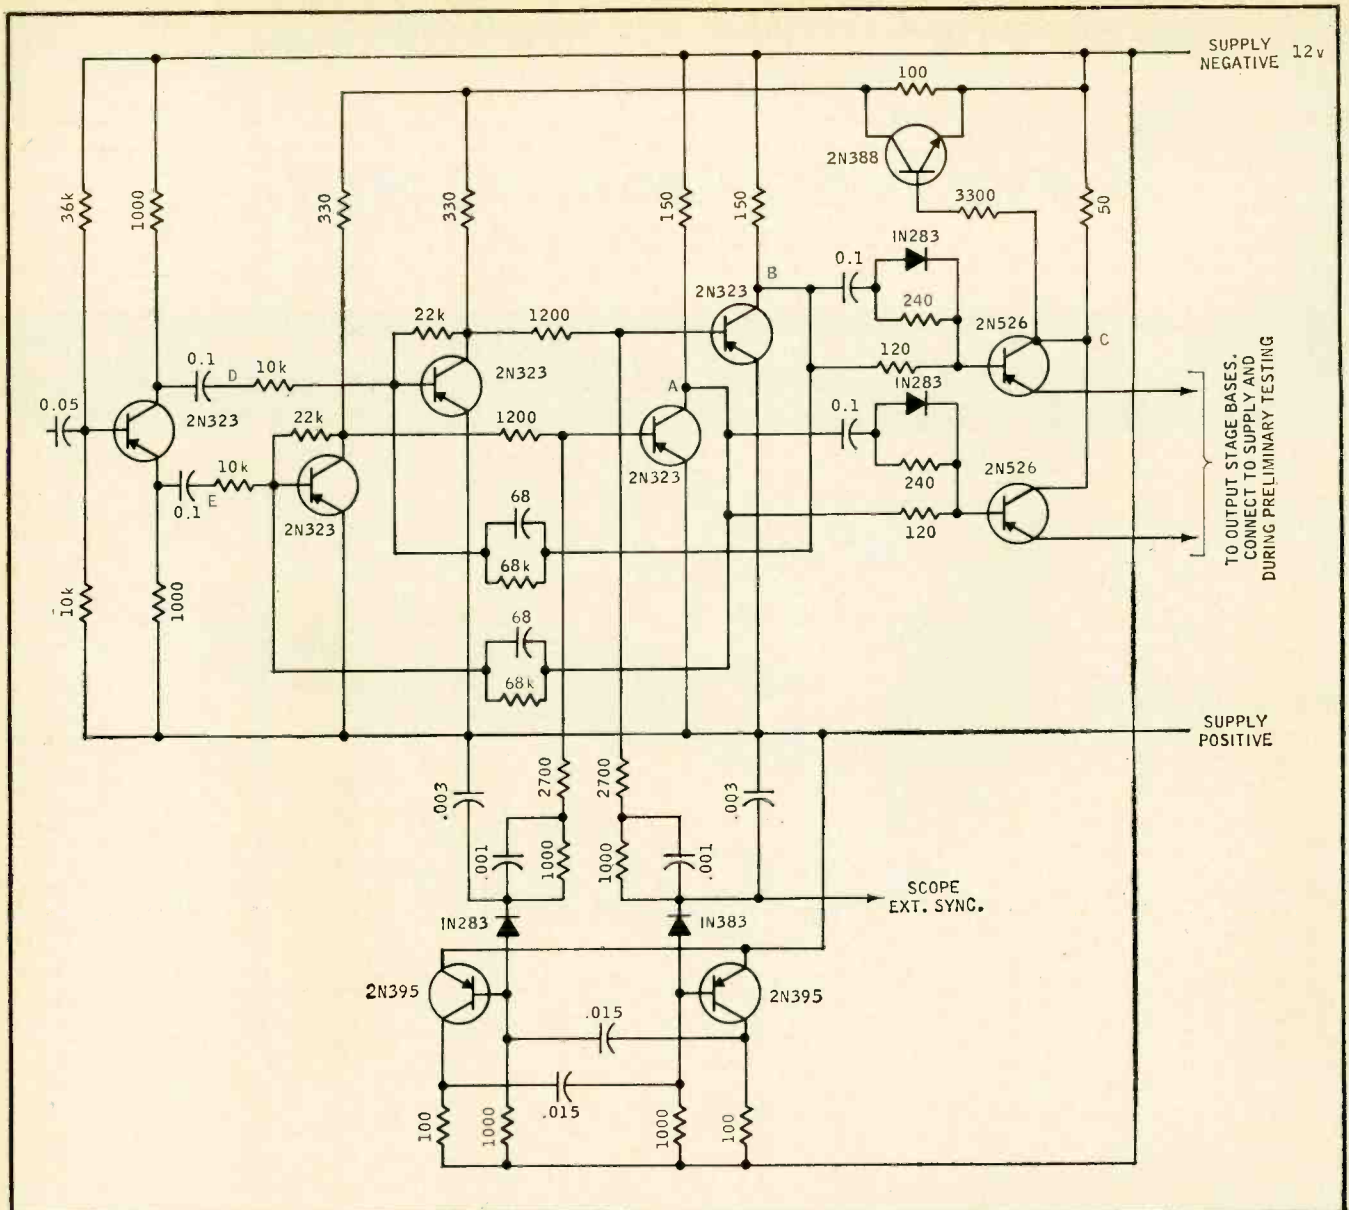 SUPPLY
NEGATIVE 12v
100
2N388
3300
36k
1000
330
330
150
150
50
IN283
0.1
B
240
2N323
2N526
22k
1200
C
120
0.1
D
10k
2N323
IN283
A
0.05
2N323
22k
1200
0.1
10k
2N323
240
2N526
0.1
E
2N323
68
120
68k
10k
1000
68
68k
TO OUTPUT STAGE BASES.
CONNECT TO SUPPLY AND
DURING PRELIMINARY TESTING
SUPPLY
POSITIVE
.003
2700
2700
.003
.001
1000
1000
.001
SCOPE
EXT. SYNC.
IN283
IN383
2N395
2N395
.015
.015
100
1000
1000
100